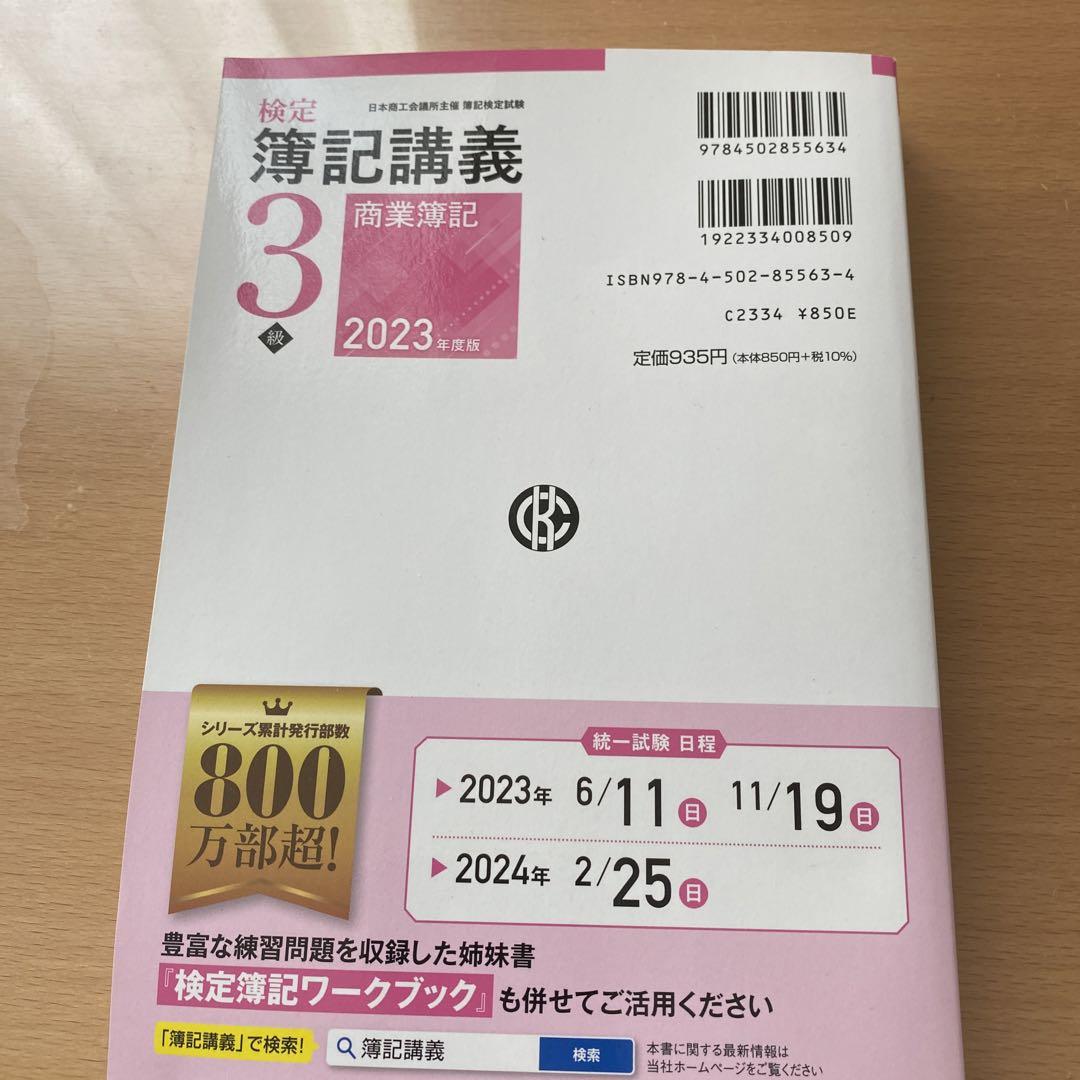 検定
日本商工会議所主催 簿記検定試験
簿記講義
3
級
商業簿記
2023年度版
9784502855634
1922334008509
ISBN978-4-502-85563-4
C2334 ¥850E
定価935円(本体850円+税10%)
シリーズ累計発行部数
800
万部超!
統一試験 日程
2023年 6/11日 11/19日
2024年 2/25日
豊富な練習問題を収録した姉妹書
『検定簿記ワークブック』も併せてご活用ください
「簿記講義」で検索!
簿記講義
検索
本書に関する最新情報は
当社ホームページをご覧ください